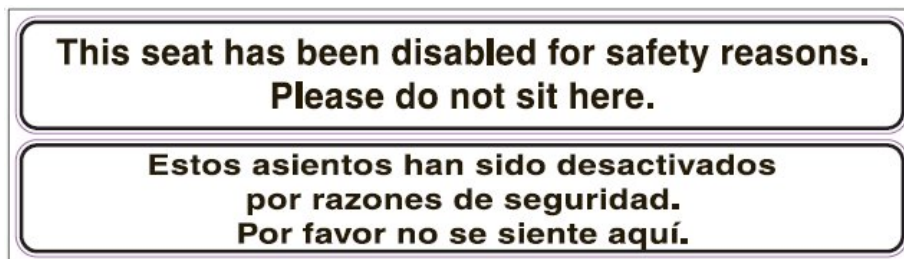 This seat has been disabled for safety reasons.
Please do not sit here.
Estos asientos han sido desactivados
por razones de seguridad.
Por favor no se siente aquí.